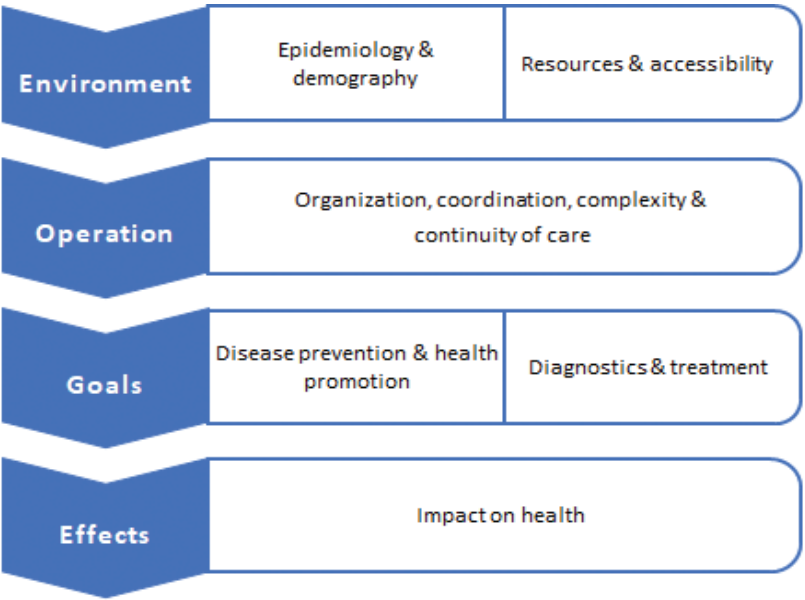 Environment
Epidemiology &
demography
Resources & accessibility
Operation
Organization, coordination, complexity &
continuity of care
Goals
Disease prevention & health
promotion
Diagnostics & treatment
Effects
Impact on health